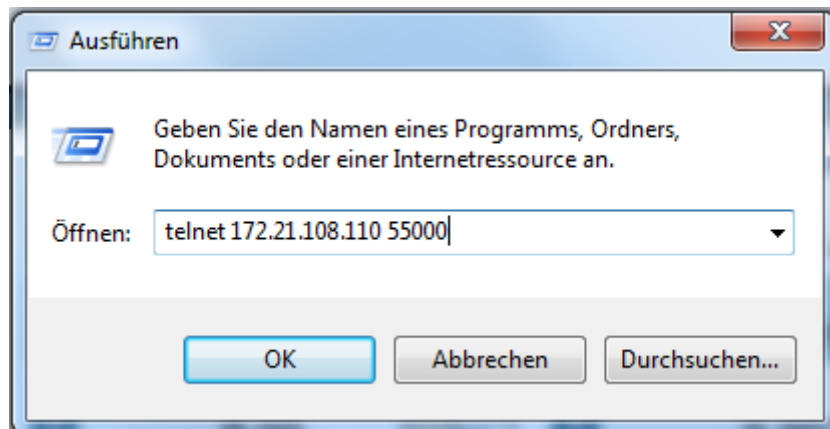 Ausführen
Geben Sie den Namen eines Programms, Ordners,
Dokuments oder einer Internetressource an.
Öffnen: telnet 172.21.108.110 55000
OK Abbrechen Durchsuchen...